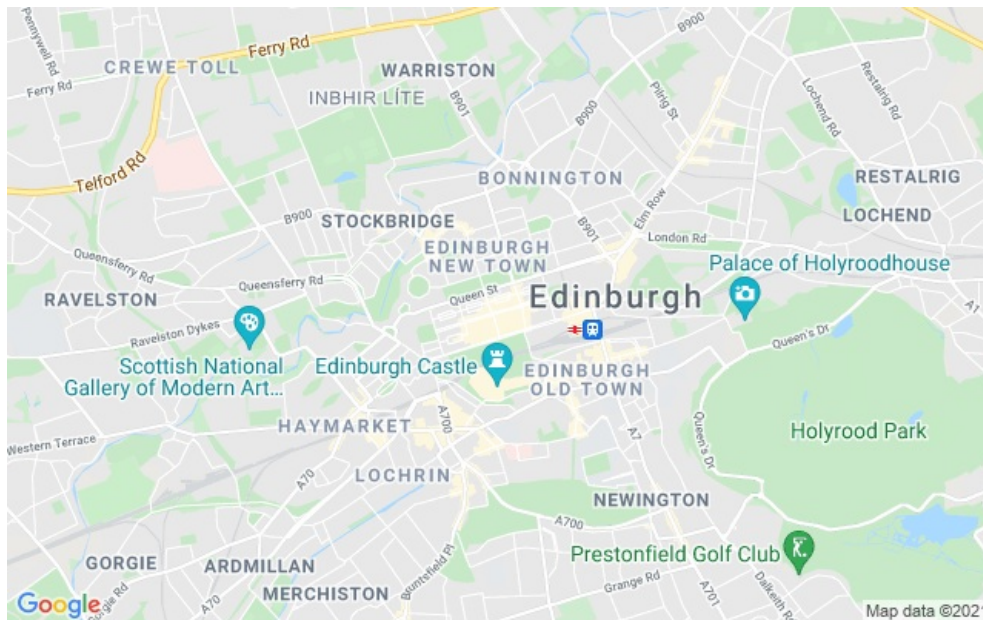 Pennywell Rd
Ferry Rd
CREWE TOLL
Ferry Rd
WARRISTON
INBHIR LÍTE
B901
B900
B900
Pilrig St
Lochend Rd
Restalrig Rd
Telford Rd
BONNINGTON
RESTALRIG
LOCHEND
B900
STOCKBRIDGE
B901
Elm Row
London Rd
EDINBURGH
NEW TOWN
Queensferry Rd
Queensferry Rd
Queen St
Palace of Holyroodhouse
RAVELSTON
Edinburgh
A1
Ravelston Dykes
Queen's Dr
Scottish National
Gallery of Modern Art...
Edinburgh Castle
EDINBURGH
OLD TOWN
HAYMARKET
A700
A7
Queen's Dr
Holyrood Park
Western Terrace
LOCHRIN
A70
NEWINGTON
A700
GORGIE
ARDMILLAN
Bruntsfield Pl
Prestonfield Golf Club
MERCHISTON
Grange Rd
A701
Dalkeith Rd
Google
Gorgie Rd
A70
Map data ©2021